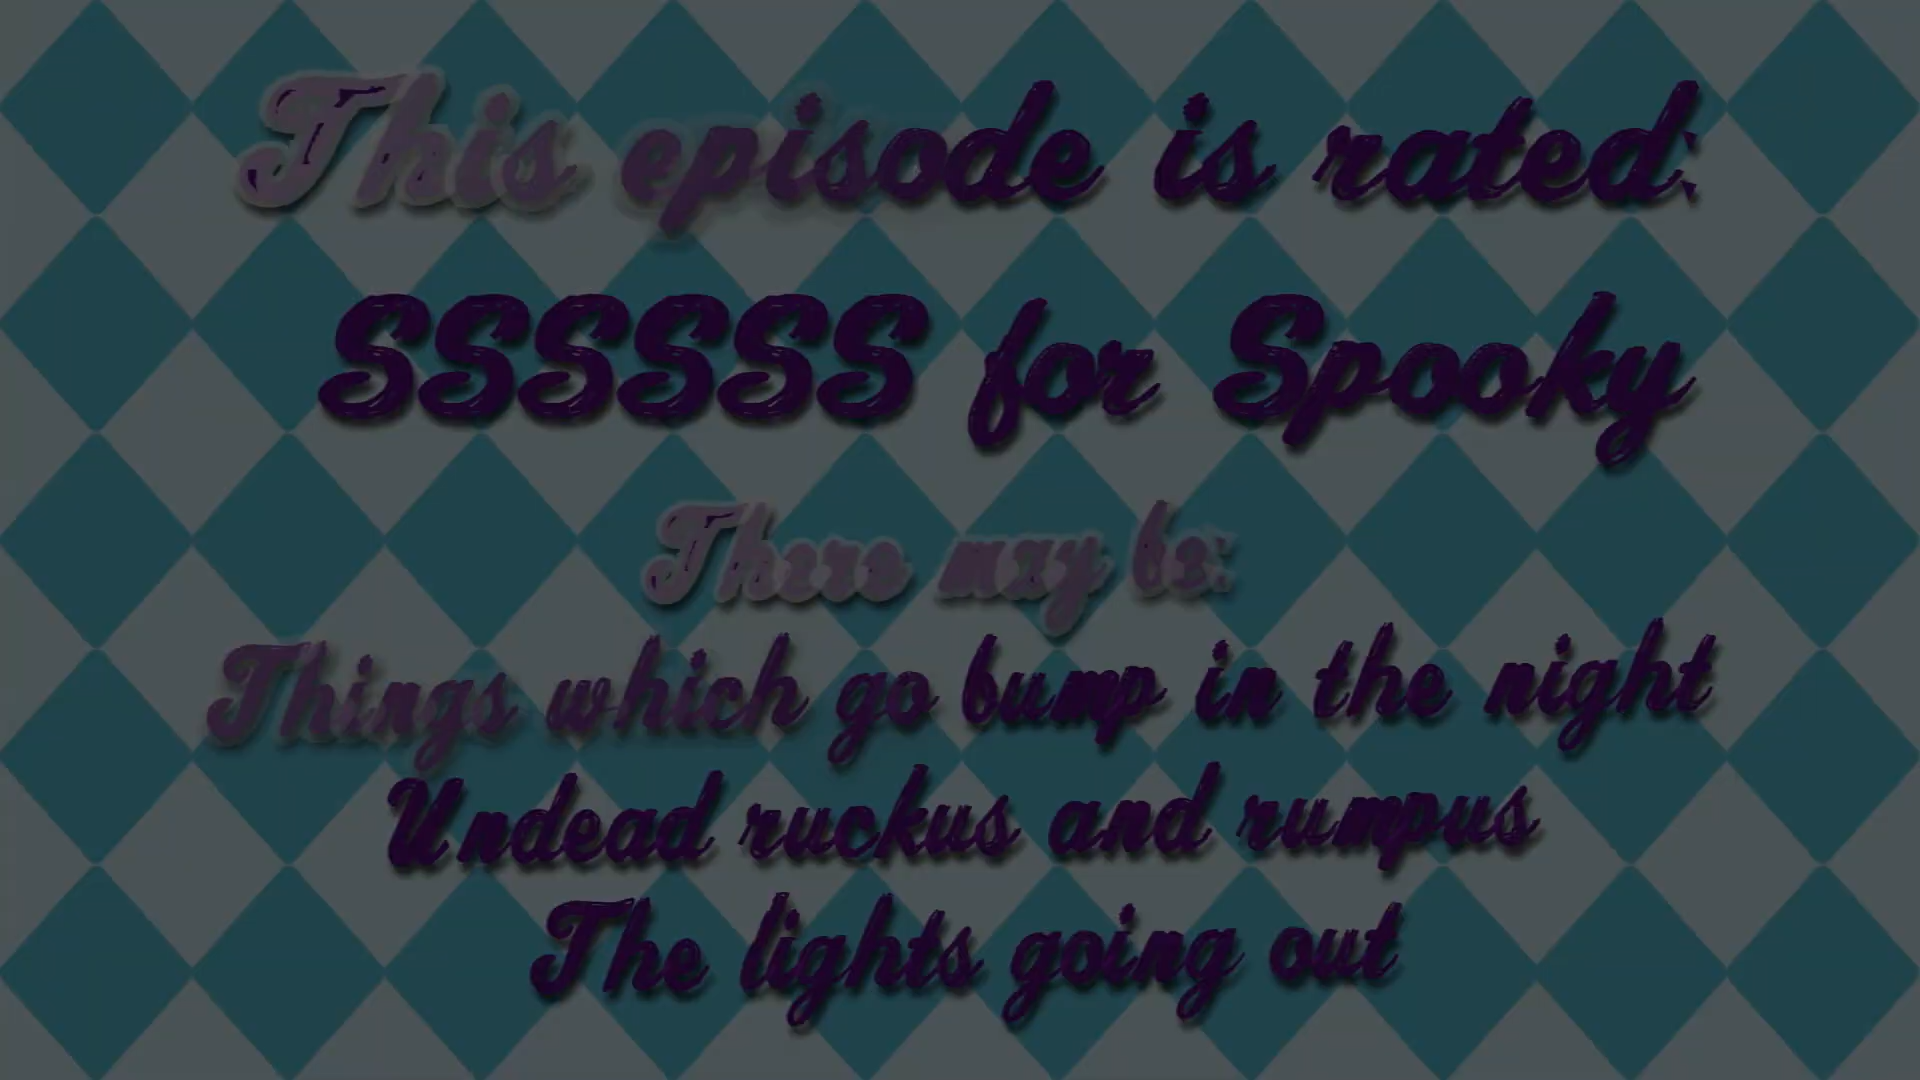 This episode is rated:
SSSSSS for Spooky
There may be:
Things which go bump in the night
Undead ruckus and rumpus
The lights going out